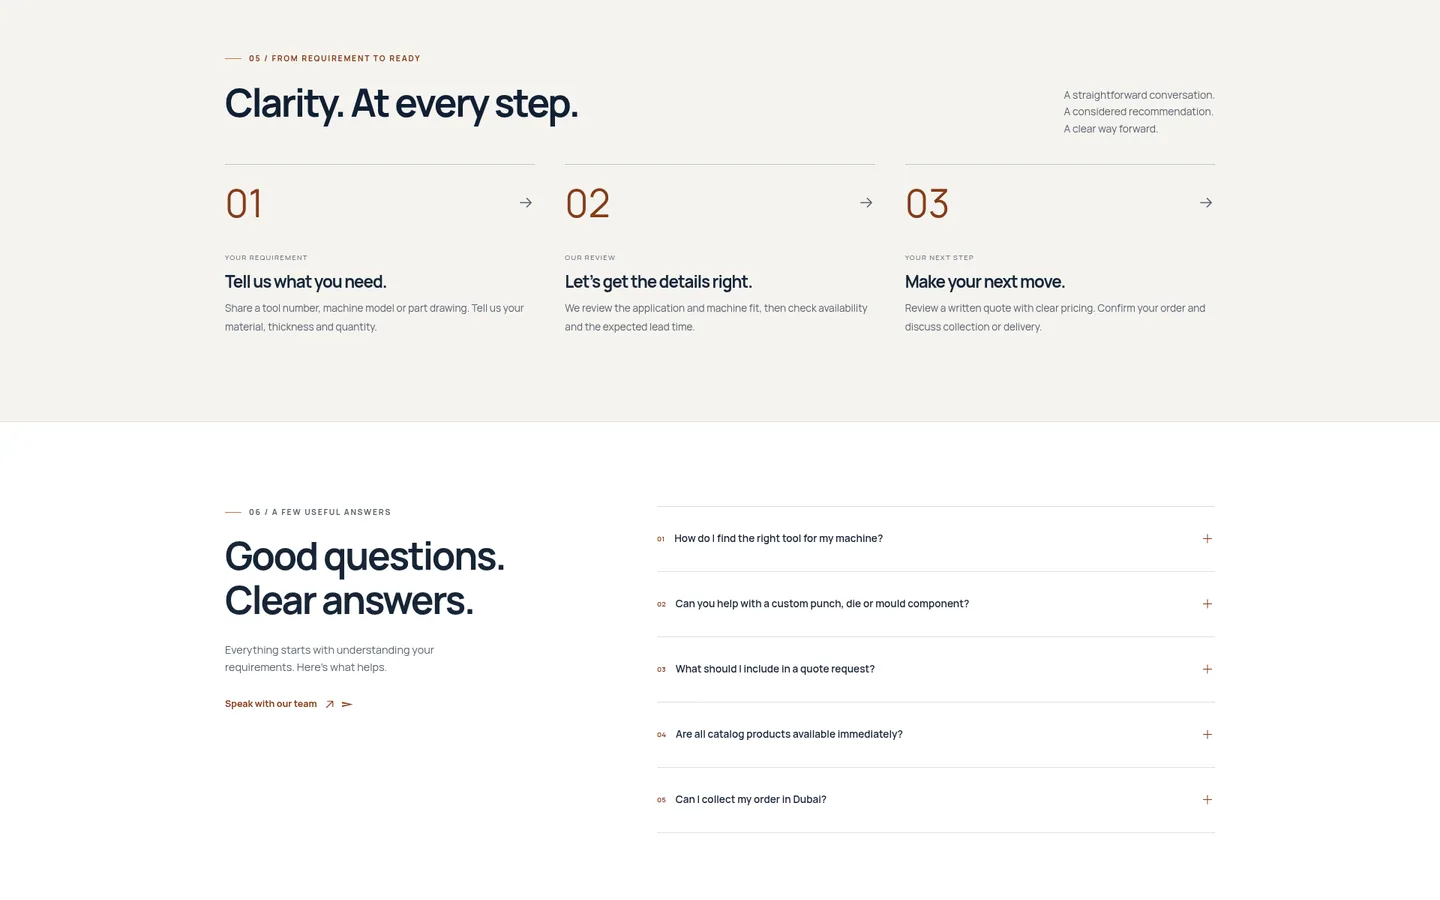 05 / FROM REQUIREMENT TO READY
Clarity. At every step.
A straightforward conversation.
A considered recommendation.
A clear way forward.
01
YOUR REQUIREMENT
Tell us what you need.
Share a tool number, machine model or part drawing. Tell us your
material, thickness and quantity.
02
OUR REVIEW
Let's get the details right.
We review the application and machine fit, then check availability
and the expected lead time.
03
YOUR NEXT STEP
Make your next move.
Review a written quote with clear pricing. Confirm your order and
discuss collection or delivery.
06 / A FEW USEFUL ANSWERS
Good questions.
Clear answers.
Everything starts with understanding your
requirements. Here's what helps.
Speak with our team
01 How do I find the right tool for my machine?
02 Can you help with a custom punch, die or mould component?
03 What should I include in a quote request?
04 Are all catalog products available immediately?
05 Can I collect my order in Dubai?